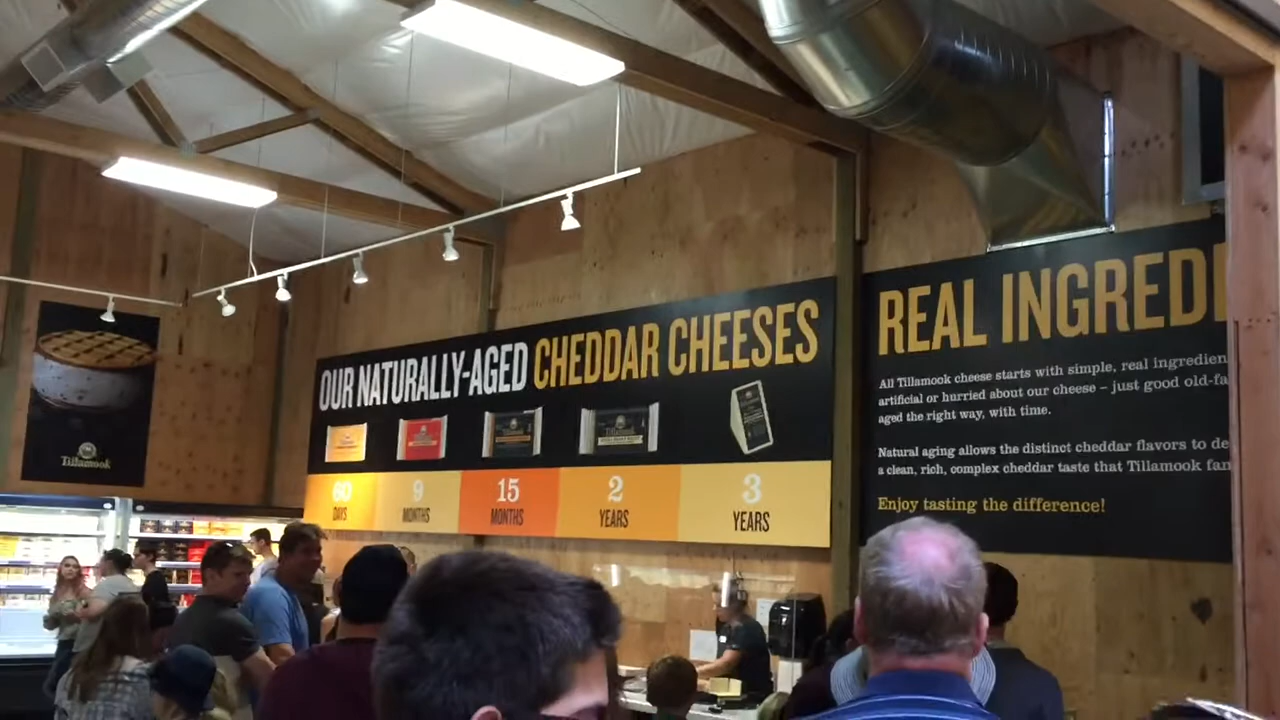 OUR NATURALLY-AGED CHEDDAR CHEESES
60 DAYS
9 MONTHS
15 MONTHS
2 YEARS
3 YEARS
Tillamook
Tillamook
REAL INGREDI
All Tillamook cheese starts with simple, real ingredien
artificial or hurried about our cheese – just good old-fa
aged the right way, with time.
Natural aging allows the distinct cheddar flavors to de
a clean, rich, complex cheddar taste that Tillamook fan
Enjoy tasting the difference!